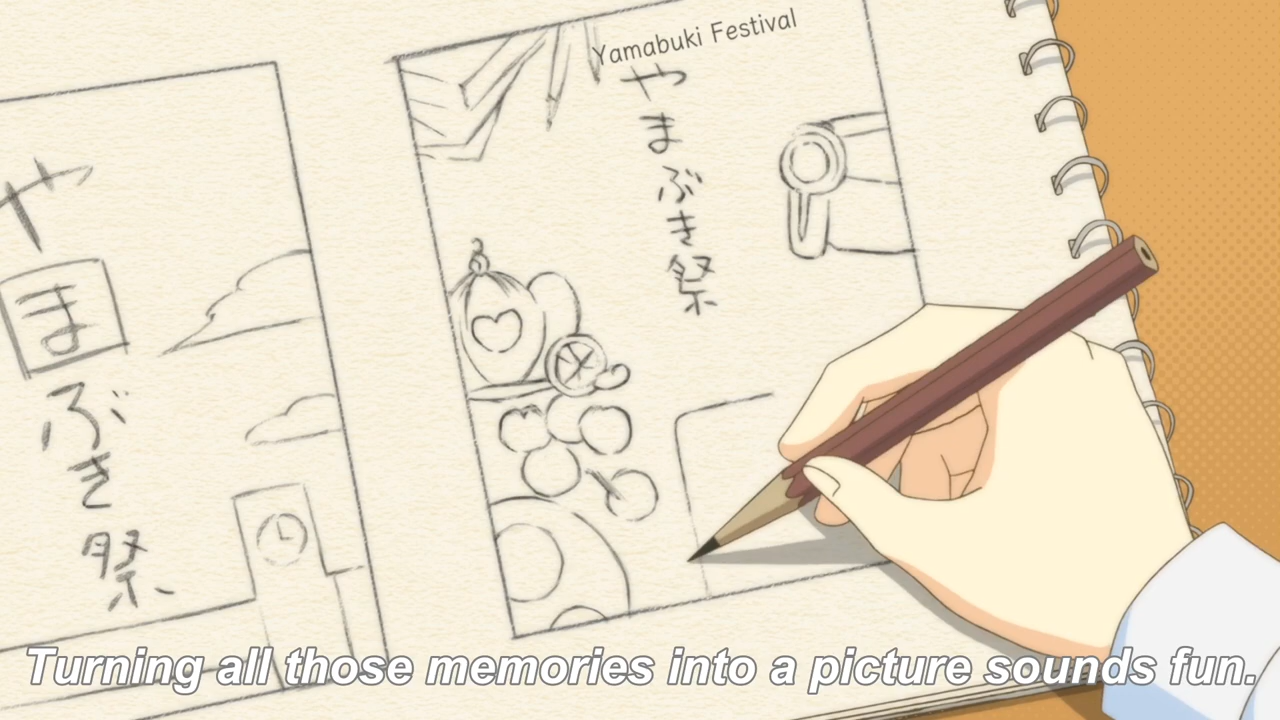 Yamabuki Festival
やまぶき祭
やまぶき祭
Turning all those memories into a picture sounds fun.